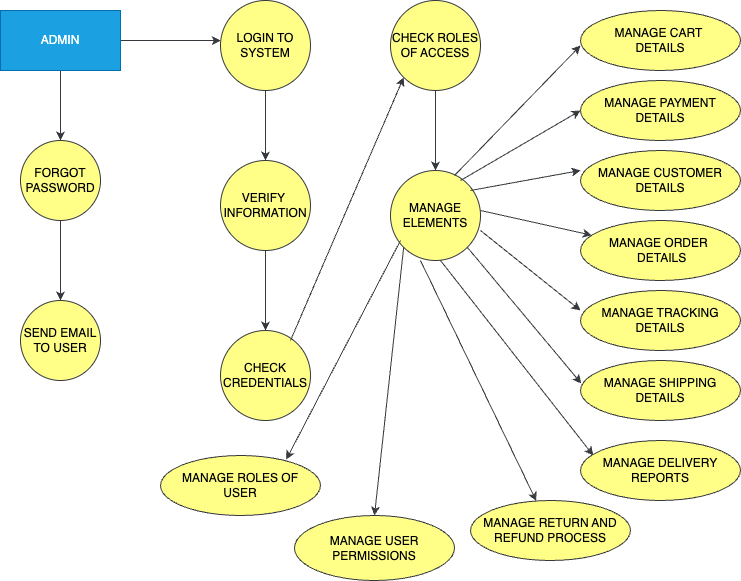 ADMIN
LOGIN TO
SYSTEM
CHECK ROLES
OF ACCESS
MANAGE CART
DETAILS
MANAGE PAYMENT
DETAILS
FORGOT
PASSWORD
VERIFY
INFORMATION
MANAGE
ELEMENTS
MANAGE CUSTOMER
DETAILS
MANAGE ORDER
DETAILS
MANAGE TRACKING
DETAILS
SEND EMAIL
TO USER
CHECK
CREDENTIALS
MANAGE SHIPPING
DETAILS
MANAGE ROLES OF
USER
MANAGE DELIVERY
REPORTS
MANAGE USER
PERMISSIONS
MANAGE RETURN AND
REFUND PROCESS